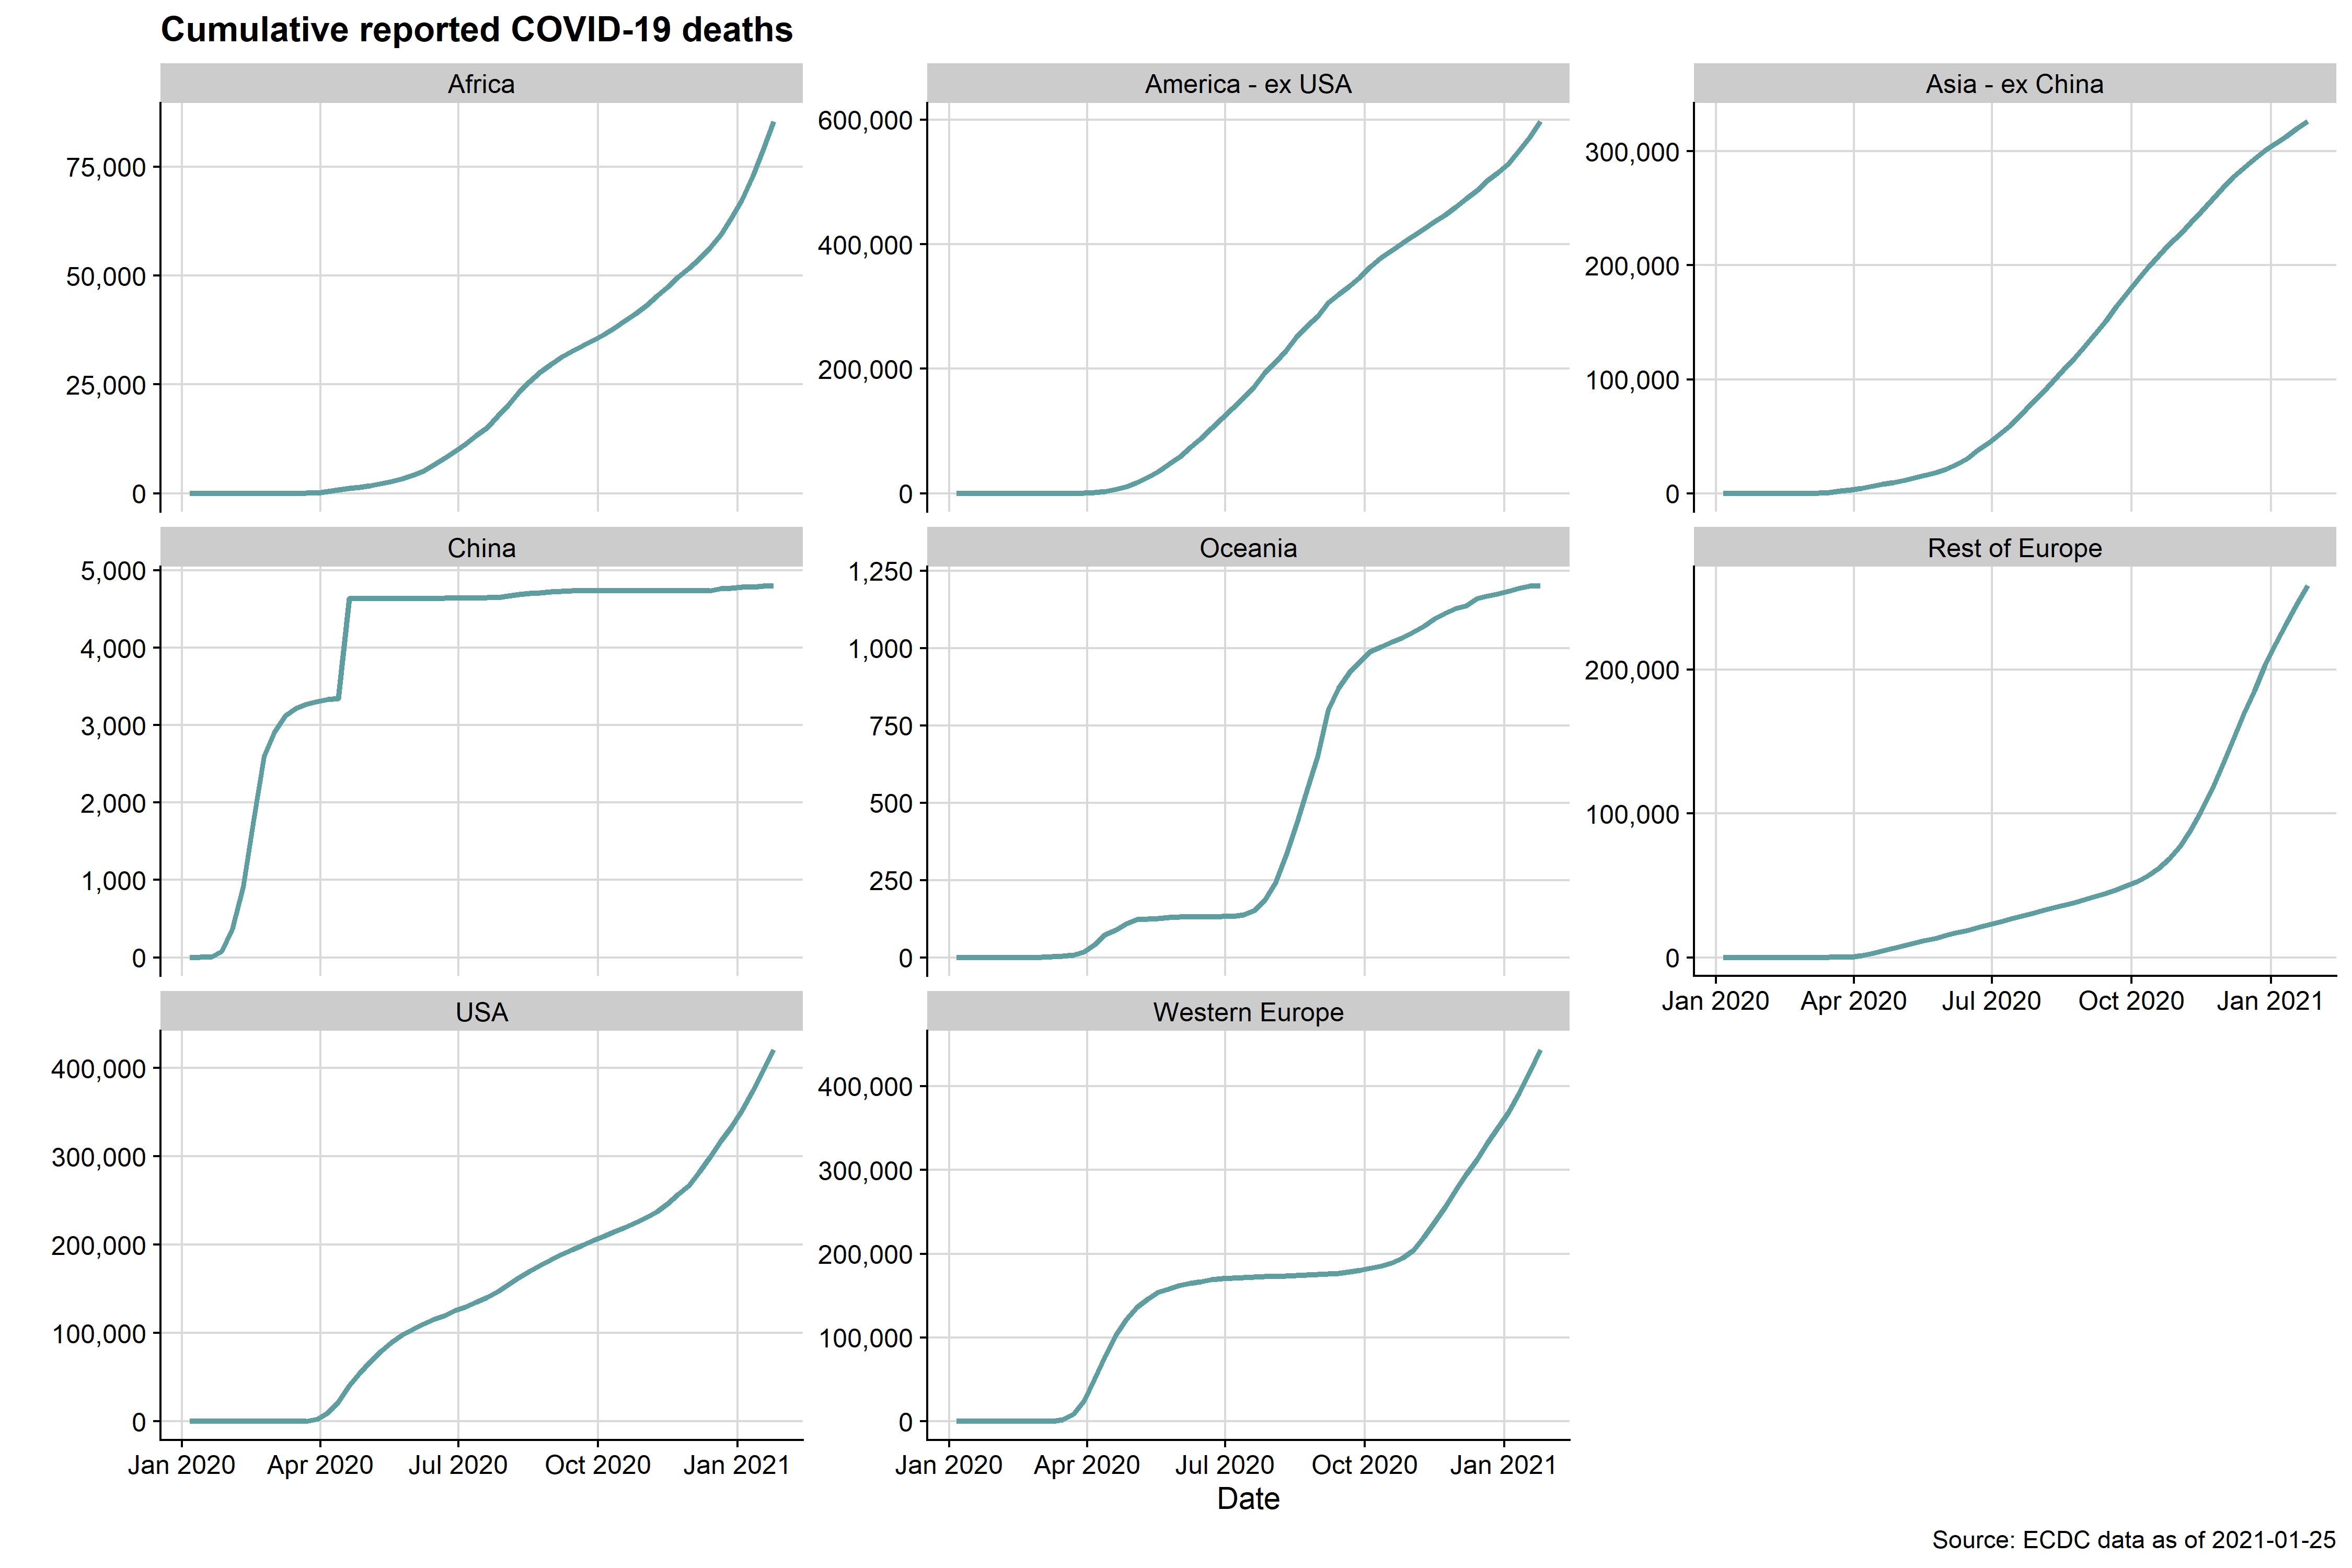 Cumulative reported COVID-19 deaths
Africa
75,000
50,000
25,000
0
America - ex USA
600,000
400,000
200,000
0
Asia - ex China
300,000
200,000
100,000
0
China
5,000
4,000
3,000
2,000
1,000
0
Oceania
1,250
1,000
750
500
250
0
Rest of Europe
200,000
100,000
0
Jan 2020 Apr 2020 Jul 2020 Oct 2020 Jan 2021
USA
400,000
300,000
200,000
100,000
0
Jan 2020 Apr 2020 Jul 2020 Oct 2020 Jan 2021
Western Europe
400,000
300,000
200,000
100,000
0
Jan 2020 Apr 2020 Jul 2020 Oct 2020 Jan 2021
Date
Source: ECDC data as of 2021-01-25